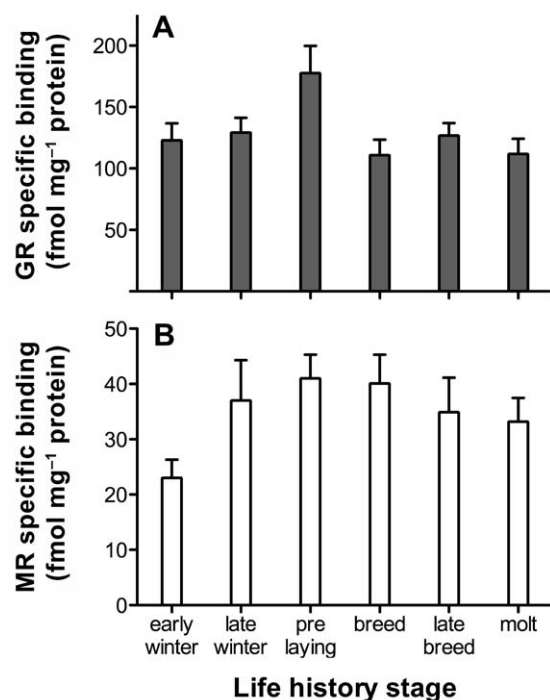 A
GR specific binding
(fmol mg⁻¹ protein)
200
150
100
50
B
MR specific binding
(fmol mg⁻¹ protein)
50
40
30
20
10
0
early winter
late winter
pre laying
breed
late breed
molt
Life history stage